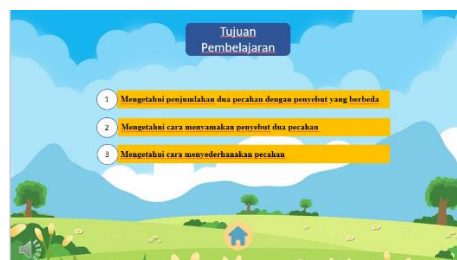 Tujuan
Pembelajaran
1 Mengetahui penjumlahan dua pecahan dengan penyebut yang berbeda
2 Mengetahui cara menyamakan penyebut dua pecahan
3 Mengetahui cara menyederhanakan pecahan